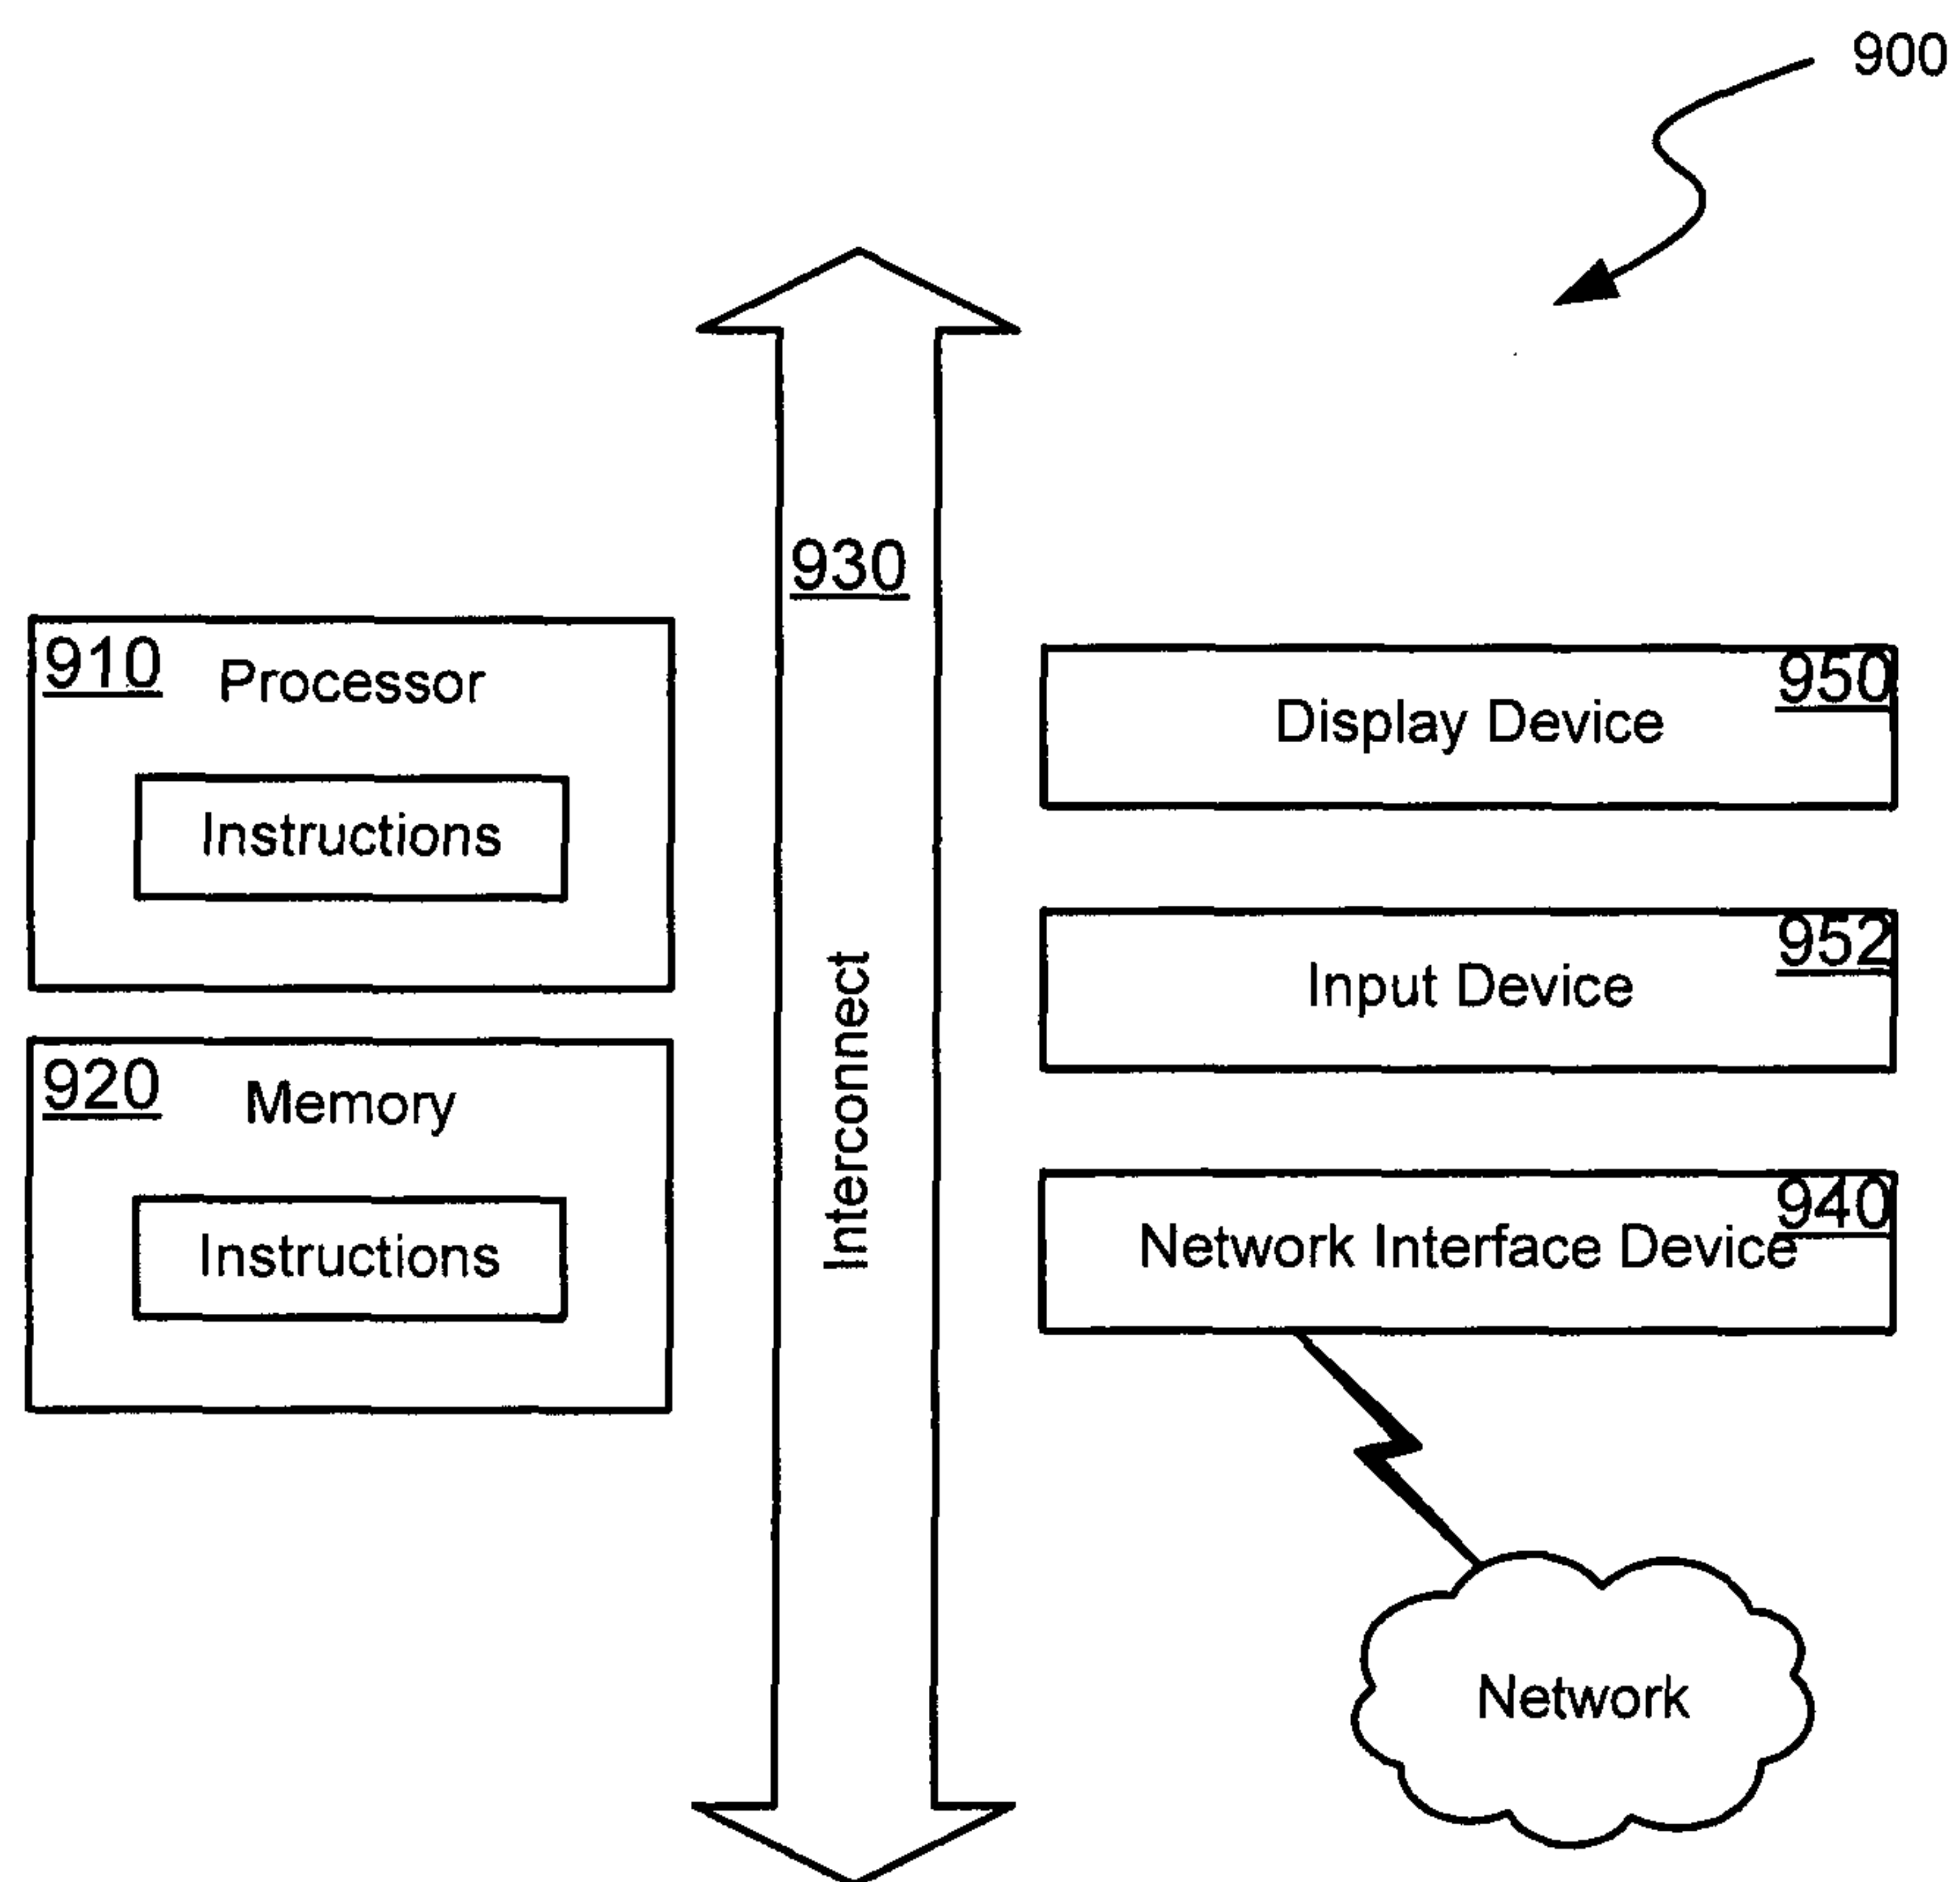 900
930
910 Processor
Instructions
920 Memory
Instructions
Interconnect
950
Display Device
952
Input Device
940
Network Interface Device
Network